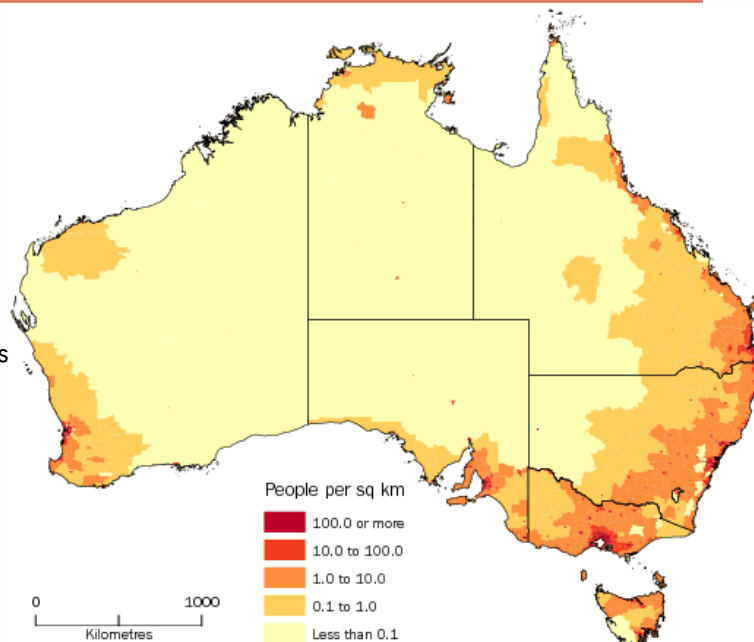 s
People per sq km
100.0 or more
10.0 to 100.0
1.0 to 10.0
0.1 to 1.0
Less than 0.1
0 1000
Kilometres